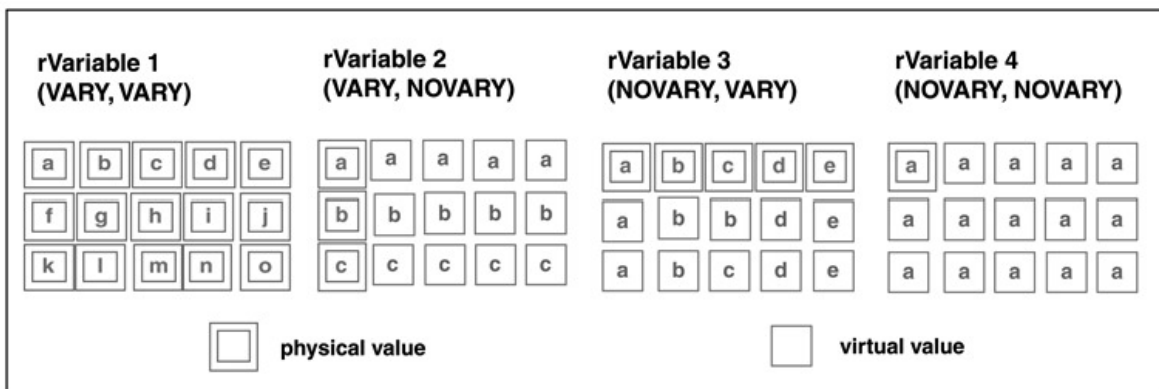 rVariable 1
(VARY, VARY)
rVariable 2
(VARY, NOVARY)
rVariable 3
(NOVARY, VARY)
rVariable 4
(NOVARY, NOVARY)
a b c d e
f g h i j
k l m n o
a a a a a
b b b b b
c c c c c
a b c d e
a b b d e
a b c d e
a a a a a
a a a a a
a a a a a
physical value
virtual value